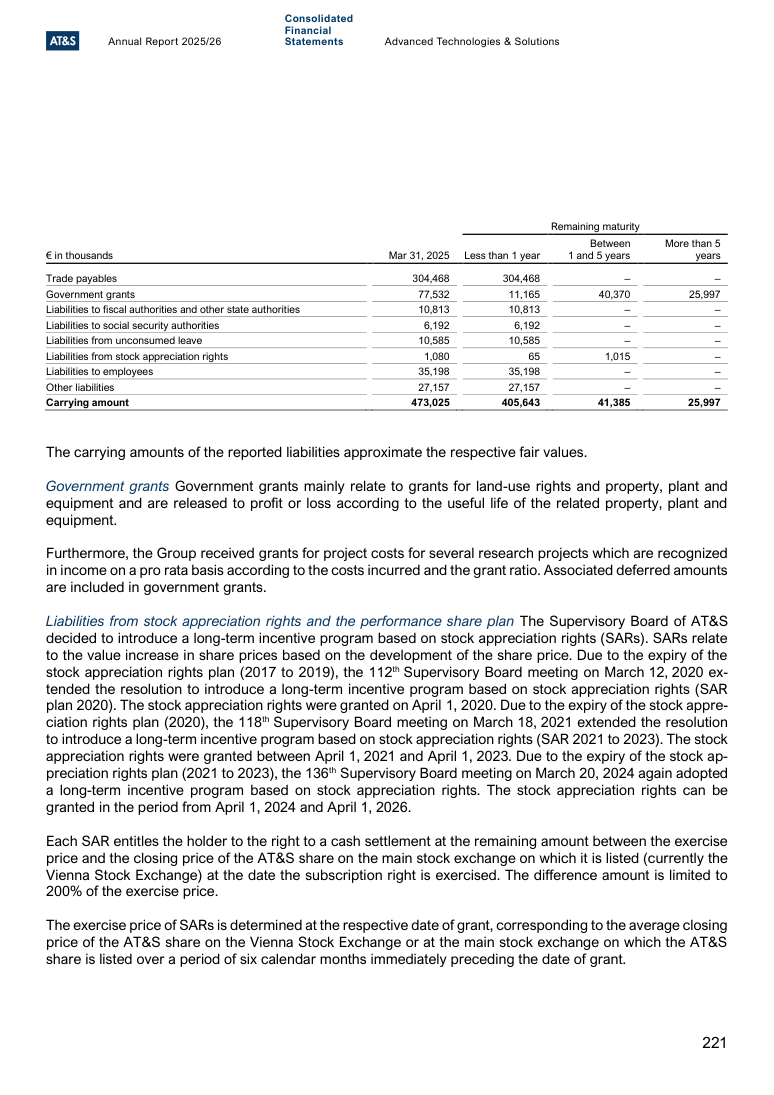 AT&S
Annual Report 2025/26
Consolidated
Financial
Statements
Advanced Technologies & Solutions
Remaining maturity
€ in thousands Mar 31, 2025 Less than 1 year Between 1 and 5 years More than 5 years
Trade payables 304,468 304,468 – –
Government grants 77,532 11,165 40,370 25,997
Liabilities to fiscal authorities and other state authorities 10,813 10,813 – –
Liabilities to social security authorities 6,192 6,192 – –
Liabilities from unconsumed leave 10,585 10,585 – –
Liabilities from stock appreciation rights 1,080 65 1,015 –
Liabilities to employees 35,198 35,198 – –
Other liabilities 27,157 27,157 – –
Carrying amount 473,025 405,643 41,385 25,997
The carrying amounts of the reported liabilities approximate the respective fair values.
Government grants Government grants mainly relate to grants for land-use rights and property, plant and
equipment and are released to profit or loss according to the useful life of the related property, plant and
equipment.
Furthermore, the Group received grants for project costs for several research projects which are recognized
in income on a pro rata basis according to the costs incurred and the grant ratio. Associated deferred amounts
are included in government grants.
Liabilities from stock appreciation rights and the performance share plan The Supervisory Board of AT&S
decided to introduce a long-term incentive program based on stock appreciation rights (SARs). SARs relate
to the value increase in share prices based on the development of the share price. Due to the expiry of the
stock appreciation rights plan (2017 to 2019), the 112th Supervisory Board meeting on March 12, 2020 ex-
tended the resolution to introduce a long-term incentive program based on stock appreciation rights (SAR
plan 2020). The stock appreciation rights were granted on April 1, 2020. Due to the expiry of the stock appre-
ciation rights plan (2020), the 118th Supervisory Board meeting on March 18, 2021 extended the resolution
to introduce a long-term incentive program based on stock appreciation rights (SAR 2021 to 2023). The stock
appreciation rights were granted between April 1, 2021 and April 1, 2023. Due to the expiry of the stock ap-
preciation rights plan (2021 to 2023), the 136th Supervisory Board meeting on March 20, 2024 again adopted
a long-term incentive program based on stock appreciation rights. The stock appreciation rights can be
granted in the period from April 1, 2024 and April 1, 2026.
Each SAR entitles the holder to the right to a cash settlement at the remaining amount between the exercise
price and the closing price of the AT&S share on the main stock exchange on which it is listed (currently the
Vienna Stock Exchange) at the date the subscription right is exercised. The difference amount is limited to
200% of the exercise price.
The exercise price of SARs is determined at the respective date of grant, corresponding to the average closing
price of the AT&S share on the Vienna Stock Exchange or at the main stock exchange on which the AT&S
share is listed over a period of six calendar months immediately preceding the date of grant.
221